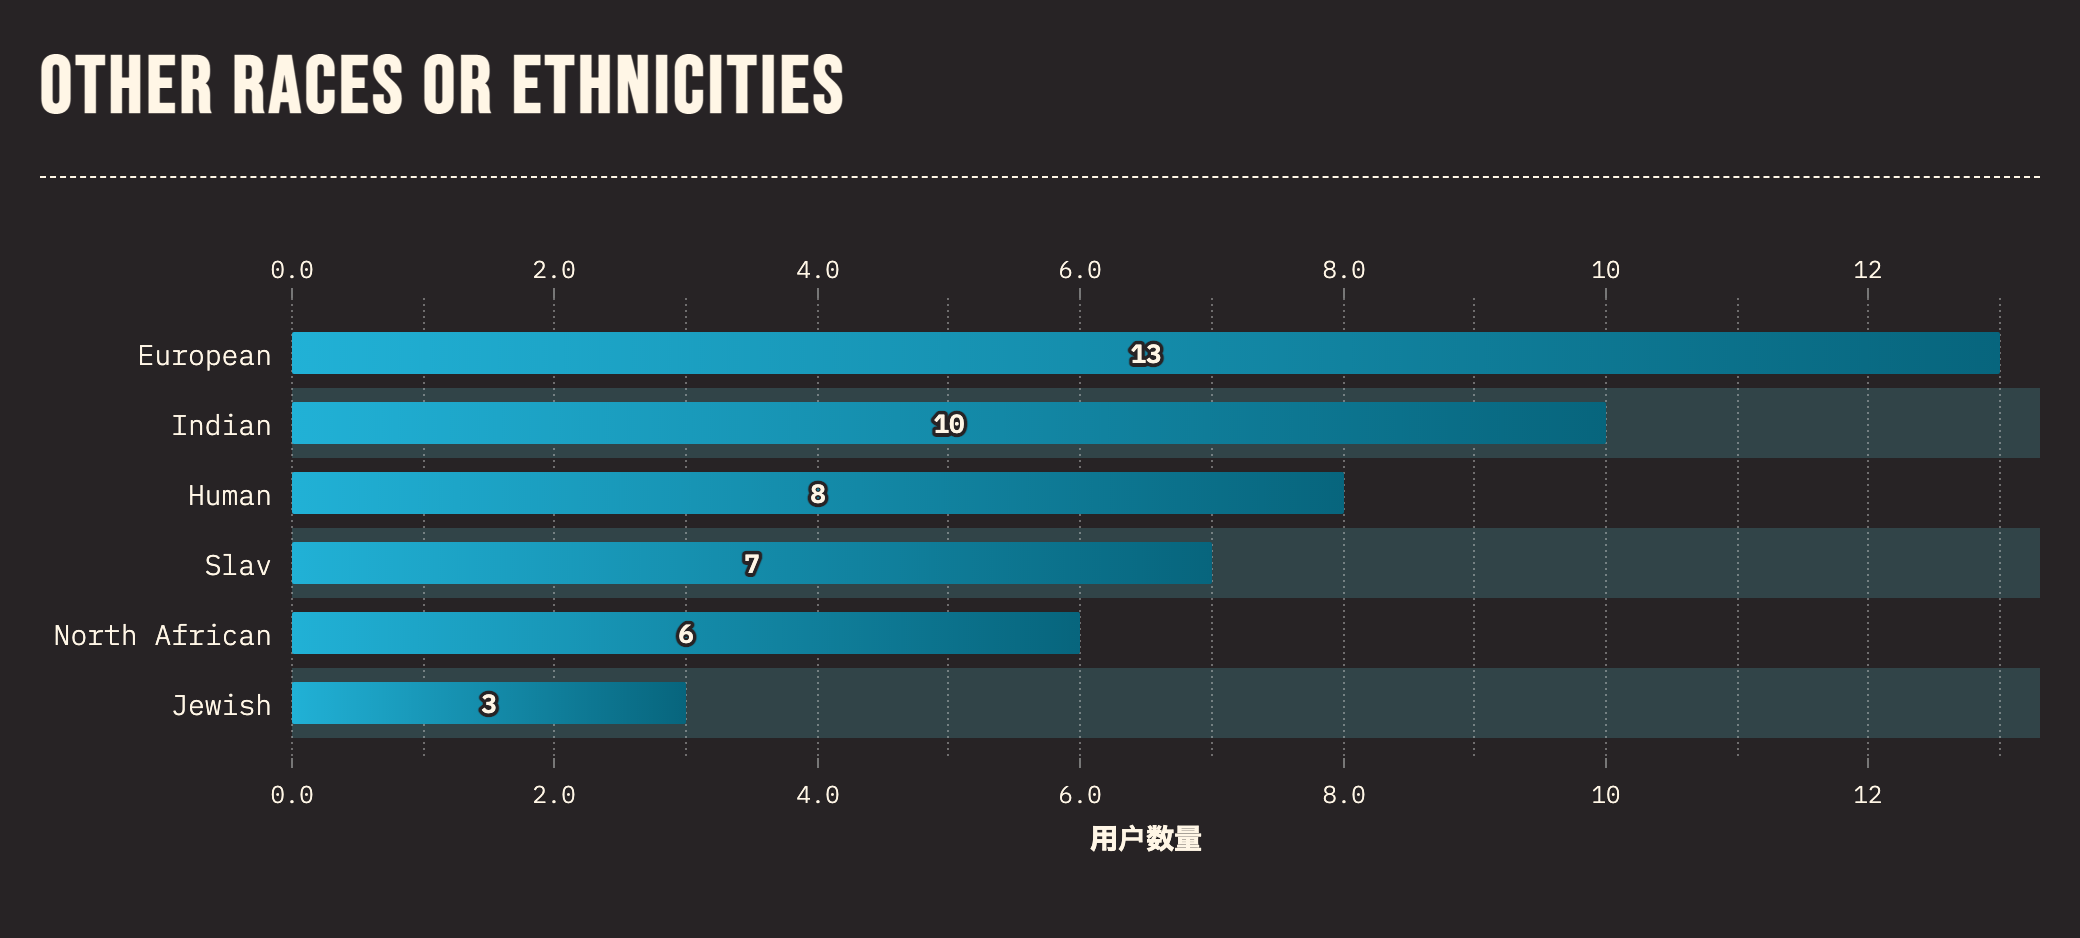 OTHER RACES OR ETHNICITIES
0.0 2.0 4.0 6.0 8.0 10 12
European 13
Indian 10
Human 8
Slav 7
North African 6
Jewish 3
0.0 2.0 4.0 6.0 8.0 10 12
用户数量